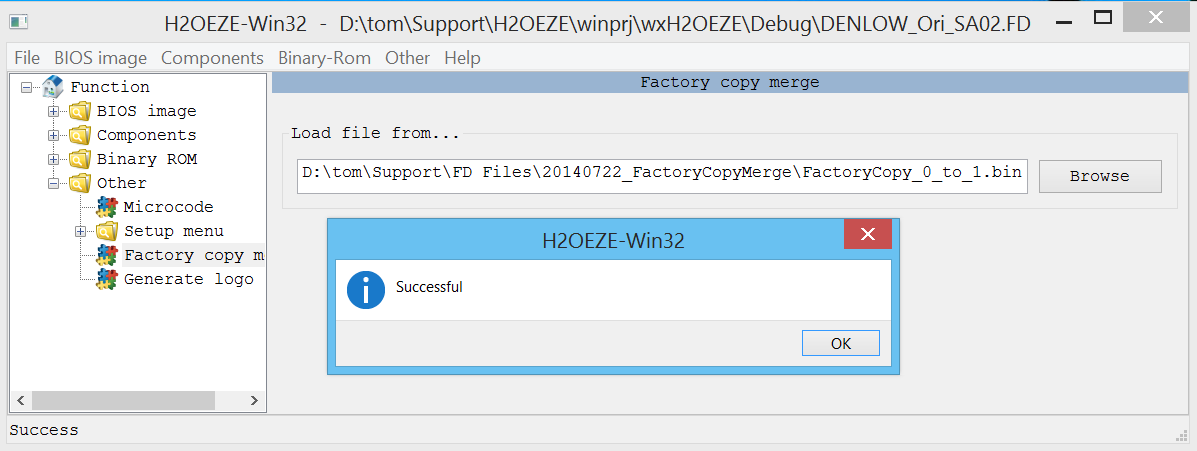 H2OEZE-Win32 - D:\tom\Support\H2OEZE\winprj\wxH2OEZE\Debug\DENLOW_Ori_SA02.FD
File BIOS image Components Binary-Rom Other Help
Function
BIOS image
Components
Binary ROM
Other
Microcode
Setup menu
Factory copy m
Generate logo
Factory copy merge
Load file from...
D:\tom\Support\FD Files\20140722_FactoryCopyMerge\FactoryCopy_0_to_1.bin
Browse
H2OEZE-Win32
Successful
OK
Success